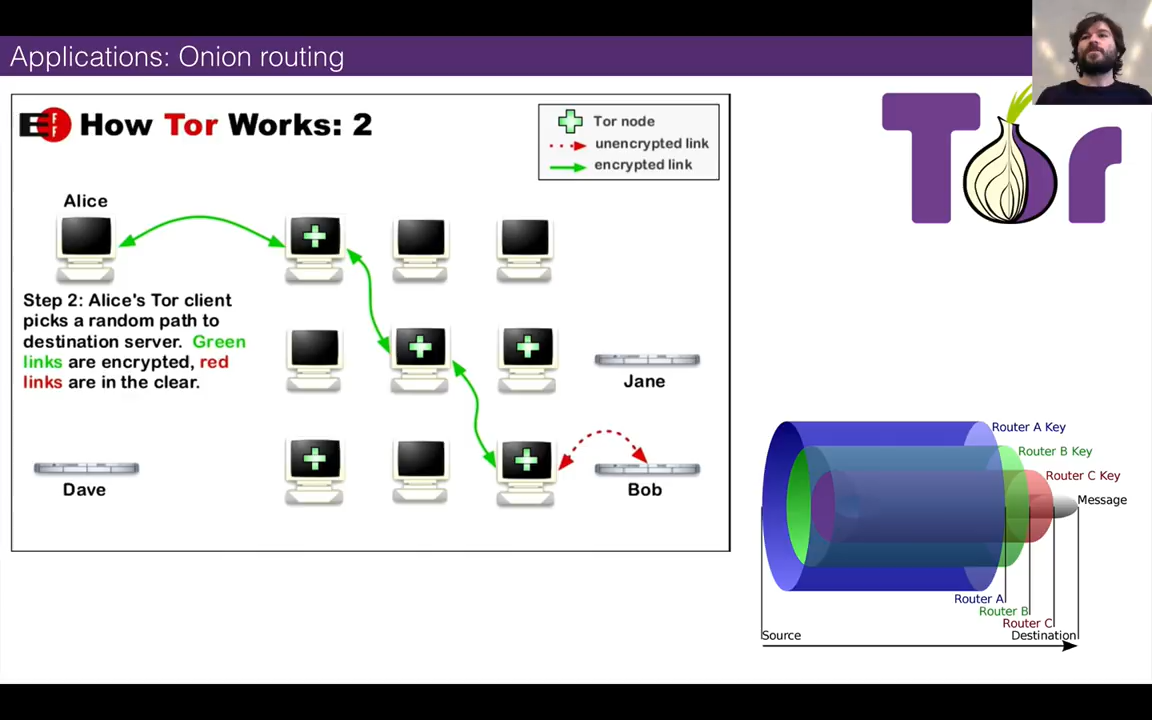 Applications: Onion routing
EFF How Tor Works: 2
Tor node
unencrypted link
encrypted link
Tor
Alice
Step 2: Alice's Tor client
picks a random path to
destination server. Green
links are encrypted, red
links are in the clear.
Jane
Dave
Bob
Router A Key
Router B Key
Router C Key
Message
Router A
Router B
Router C
Source
Destination